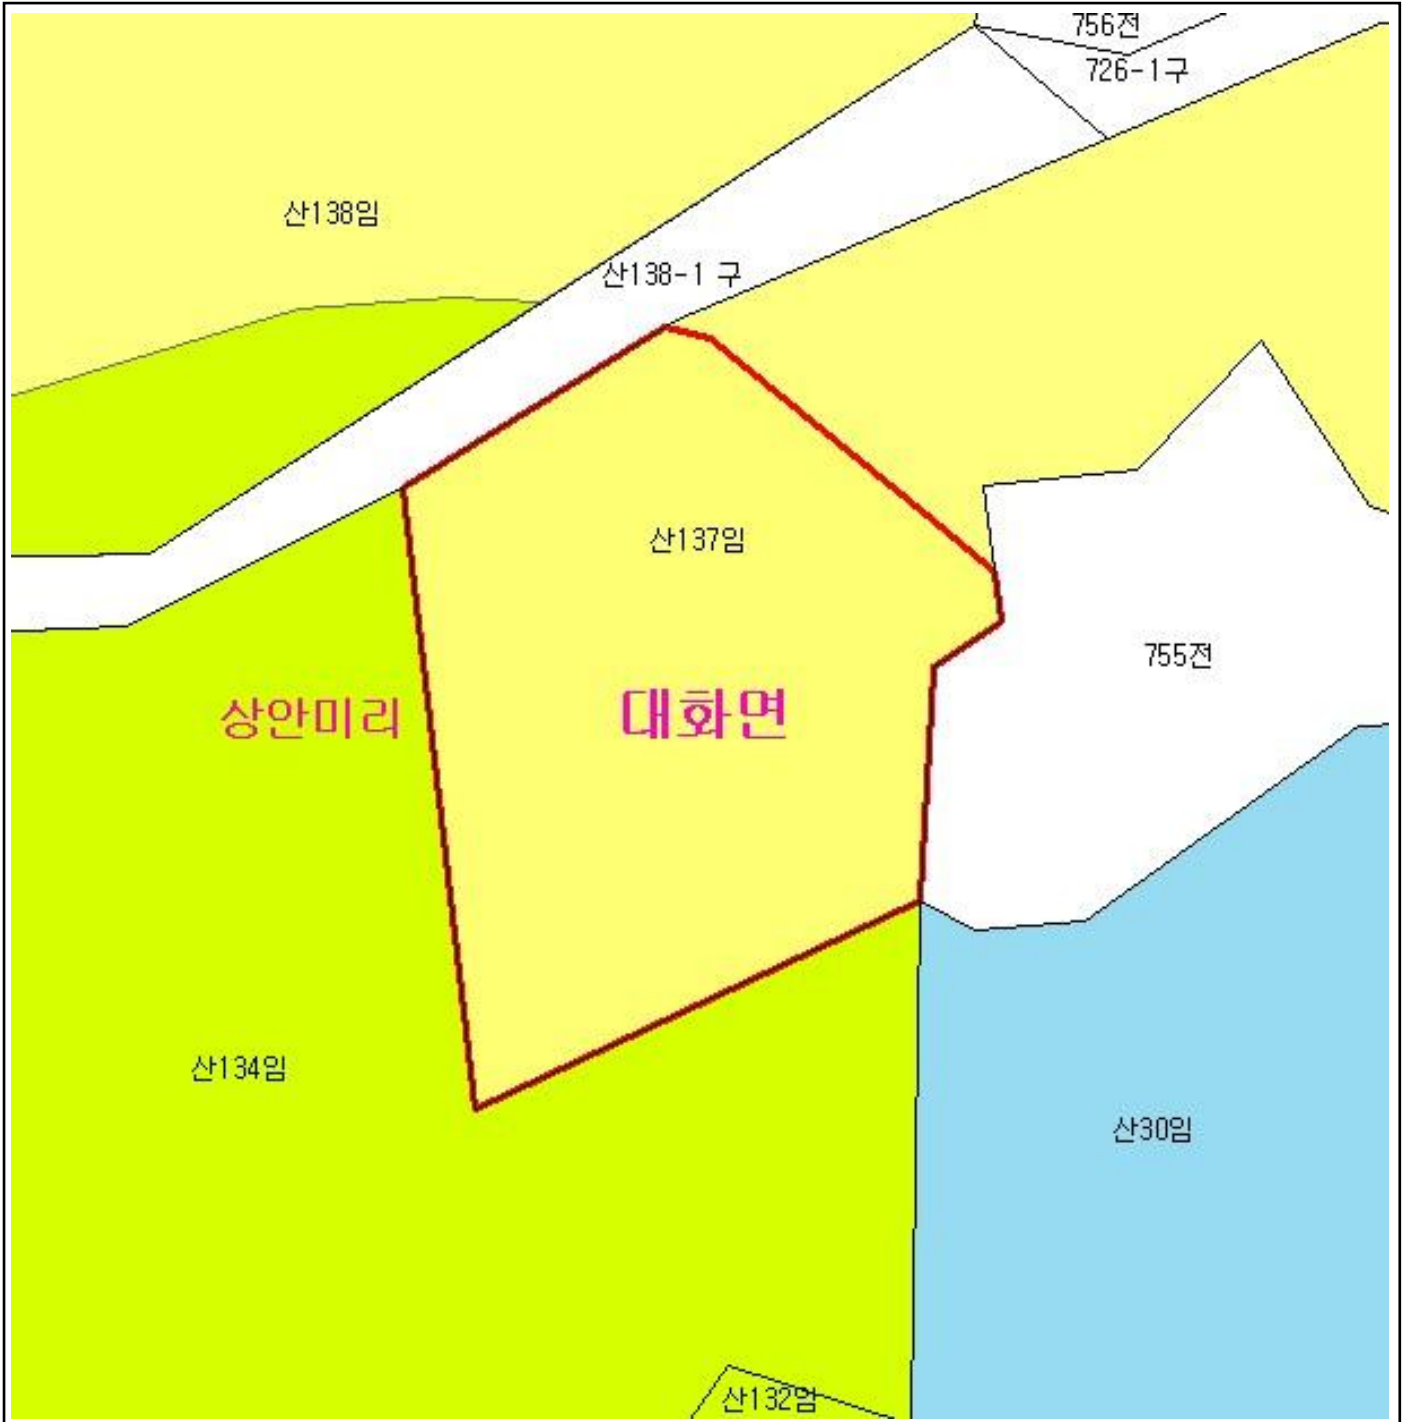 756전
726-1구
산138임
산138-1 구
산137임
755전
상안미리
대화면
산134임
산30임
산132임